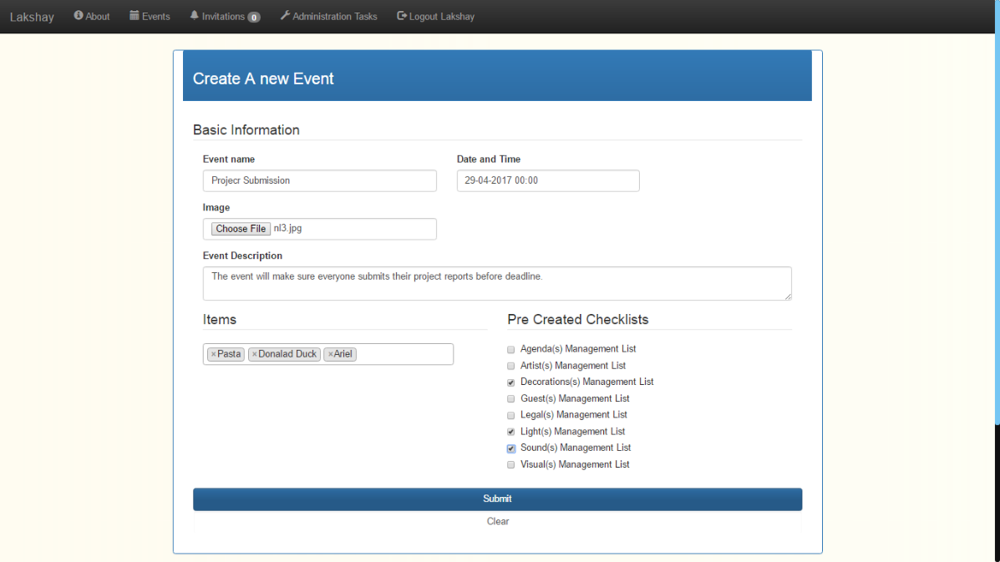 Lakshay About Events Invitations 0 Administration Tasks Logout Lakshay
Create A new Event
Basic Information
Event name
Date and Time
Projecr Submission
29-04-2017 00:00
Image
Choose File nl3.jpg
Event Description
The event will make sure everyone submits their project reports before deadline.
Items
×Pasta ×Donalad Duck ×Ariel
Pre Created Checklists
Agenda(s) Management List
Artist(s) Management List
Decorations(s) Management List
Guest(s) Management List
Legal(s) Management List
Light(s) Management List
Sound(s) Management List
Visual(s) Management List
Submit
Clear